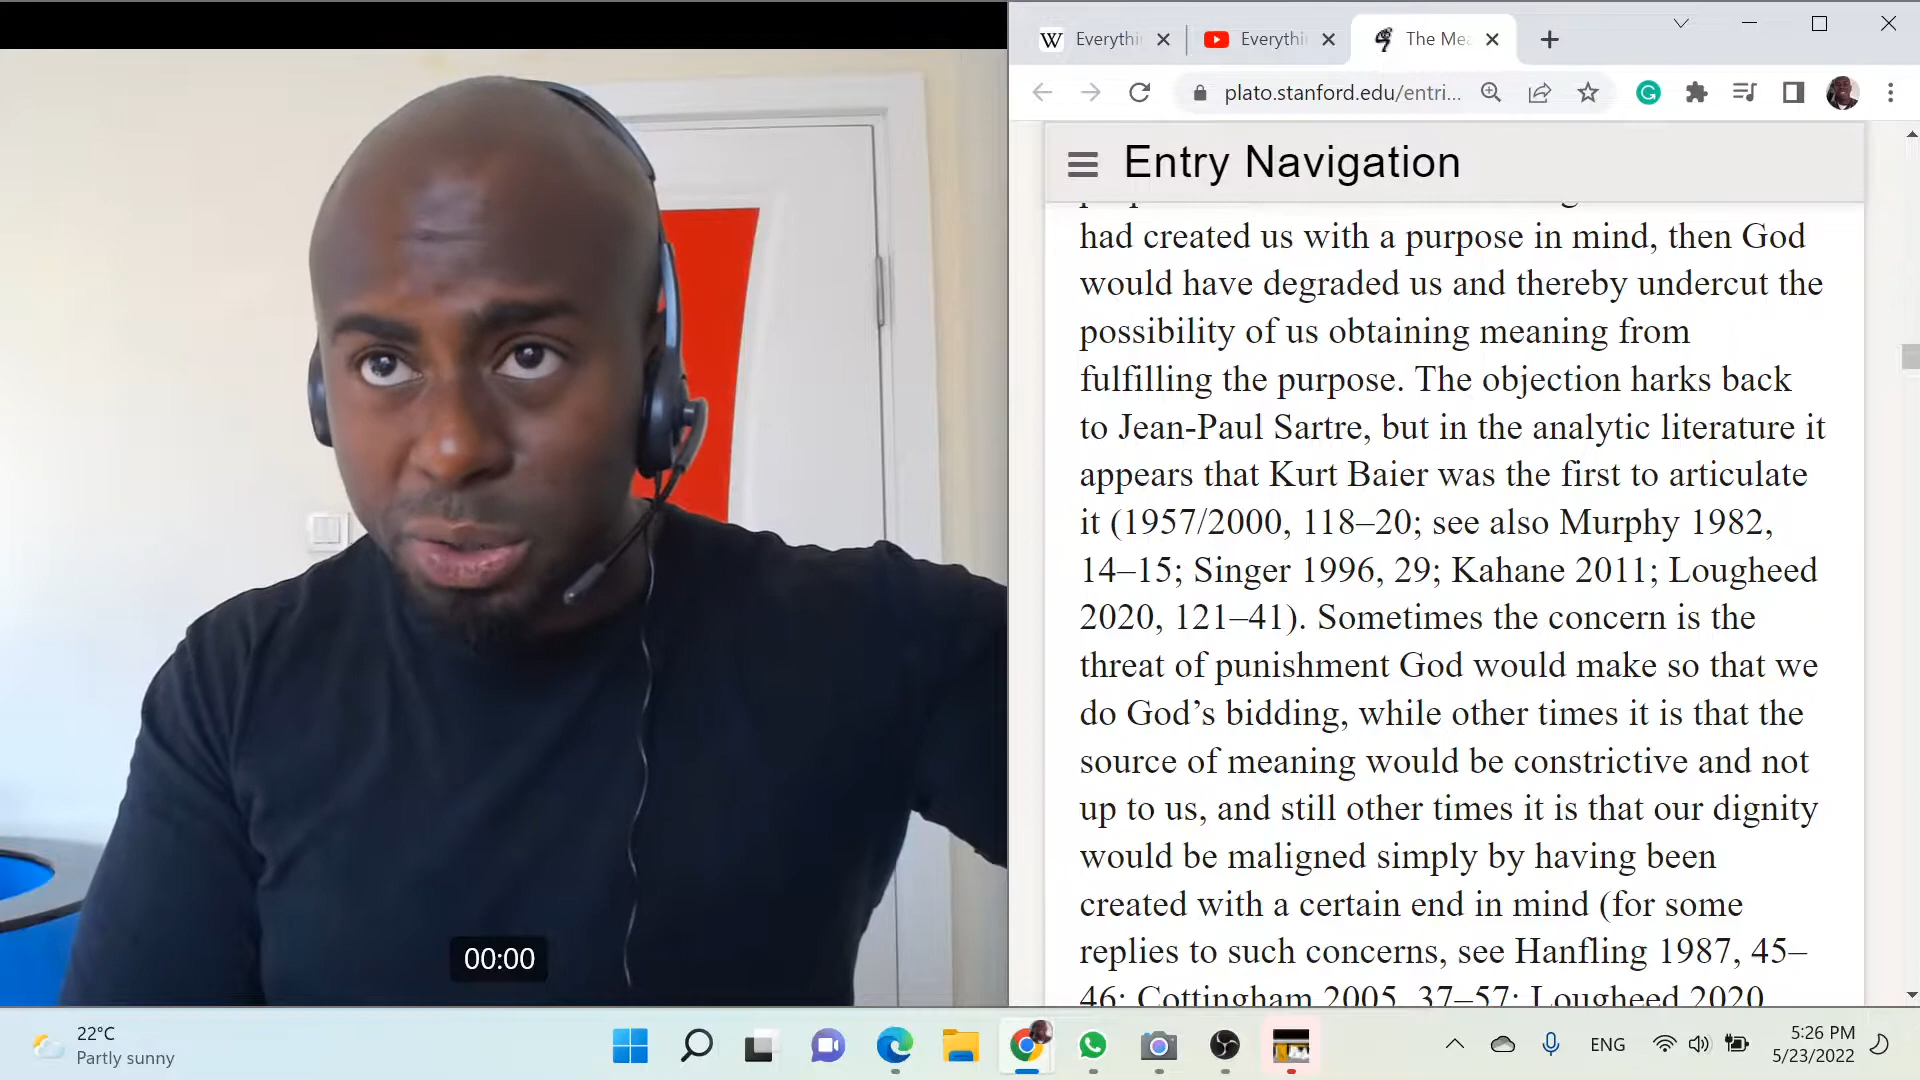 Everythi
Everythi
The Mea
plato.stanford.edu/entri...
Entry Navigation
had created us with a purpose in mind, then God
would have degraded us and thereby undercut the
possibility of us obtaining meaning from
fulfilling the purpose. The objection harks back
to Jean-Paul Sartre, but in the analytic literature it
appears that Kurt Baier was the first to articulate
it (1957/2000, 118–20; see also Murphy 1982,
14–15; Singer 1996, 29; Kahane 2011; Lougheed
2020, 121–41). Sometimes the concern is the
threat of punishment God would make so that we
do God’s bidding, while other times it is that the
source of meaning would be constrictive and not
up to us, and still other times it is that our dignity
would be maligned simply by having been
created with a certain end in mind (for some
replies to such concerns, see Hanfling 1987, 45–
46; Cottingham 2005, 37–57; Lougheed 2020,
00:00
22°C
Partly sunny
ENG
5:26 PM
5/23/2022